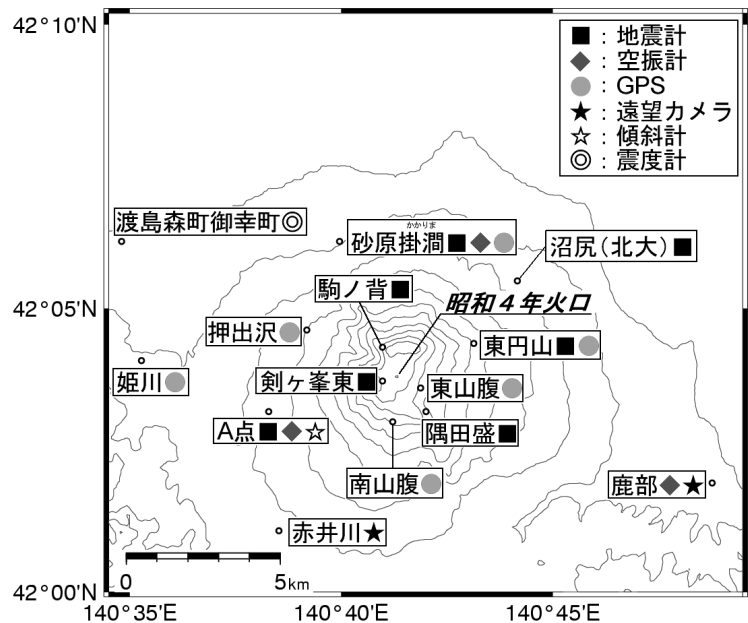 42°10'N
■：地震計
◆：空振計
●：GPS
★：遠望カメラ
☆：傾斜計
◎：震度計
渡島森町御幸町◎
かかりま
砂原掛澗■◆●
沼尻（北大）■
42°05'N
駒ノ背■
昭和４年火口
押出沢●
東円山■●
姫川●
剣ヶ峯東■
東山腹●
A点■◆☆
隅田盛■
南山腹●
鹿部◆★
赤井川★
0
5km
42°00'N
140°35'E
140°40'E
140°45'E